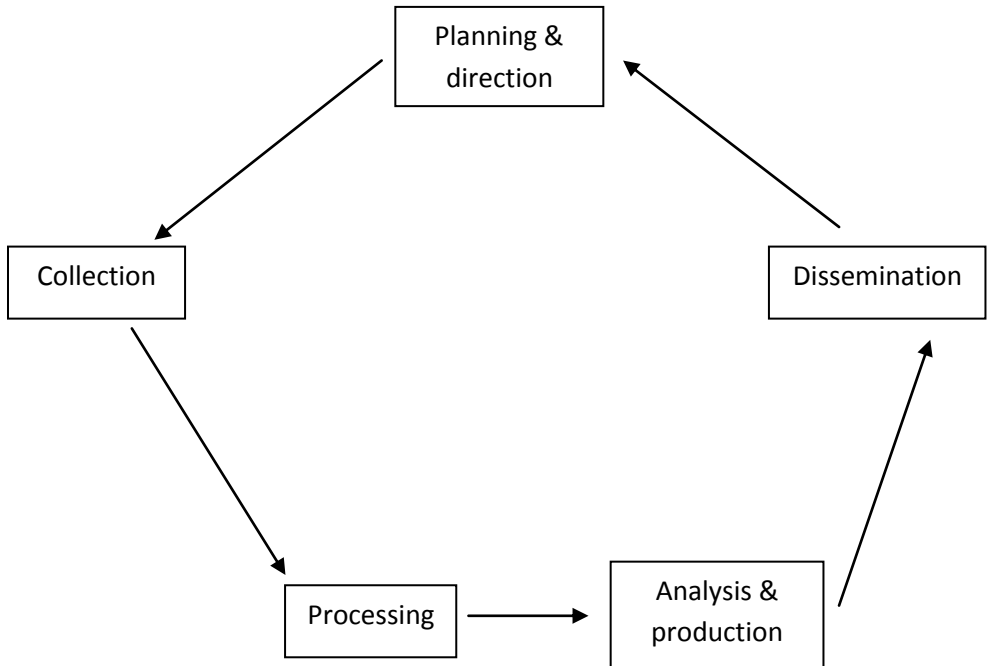 Planning &
direction
Collection
Dissemination
Processing
Analysis &
production